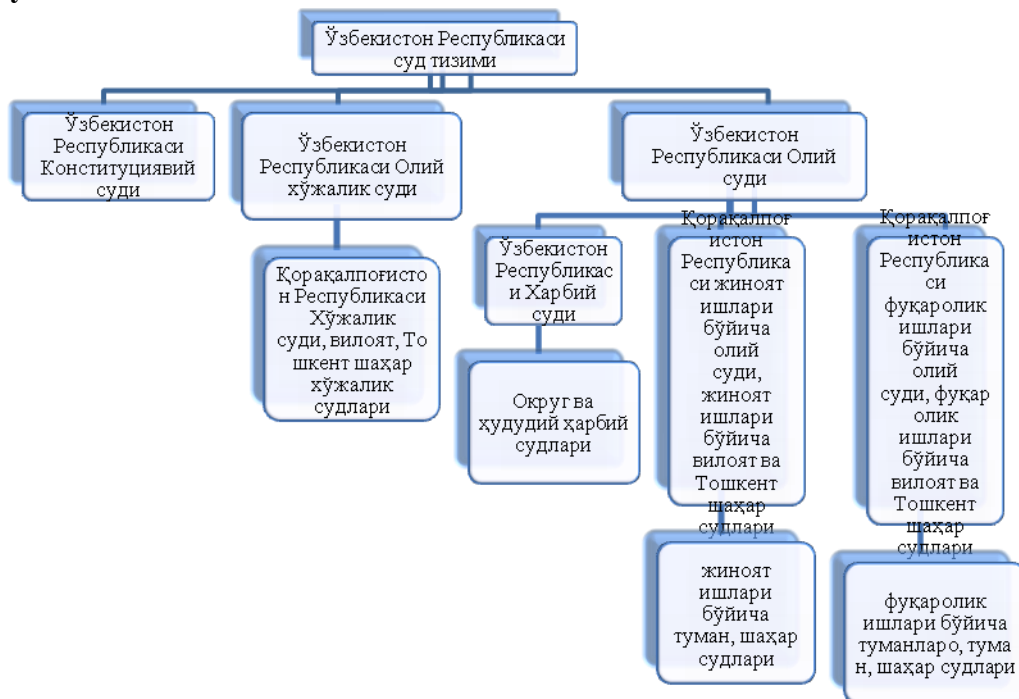 Ўзбекистон Республикаси
суд тизими
Ўзбекистон
Республикаси
Конституциявий
суди
Ўзбекистон
Республикаси Олий
хўжалик суди
Ўзбекистон
Республикаси Олий
суди
Қорақалпоғисто
н Республикаси
Хўжалик
суди, вилоят, То
шкент шаҳар
хўжалик
судлари
Ўзбекистон
Республикас
и Харбий
суди
Округ ва
ҳудудий ҳарбий
судлари
Қорақалпоғ
истон
Республика
си жиноят
ишлари
бўйича
олий
суди,
жиноят
ишлари
бўйича
вилоят ва
Тошкент
шаҳар
судлари
жиноят
ишлари
бўйича
туман, шаҳар
судлари
Қорақалпоғ
истон
Республика
си
фуқаролик
ишлари
бўйича
олий
суди, фуқар
олик
ишлари
бўйича
вилоят ва
Тошкент
шаҳар
судлари
фуқаролик
ишлари бўйича
туманларо, тума
н, шаҳар судлари